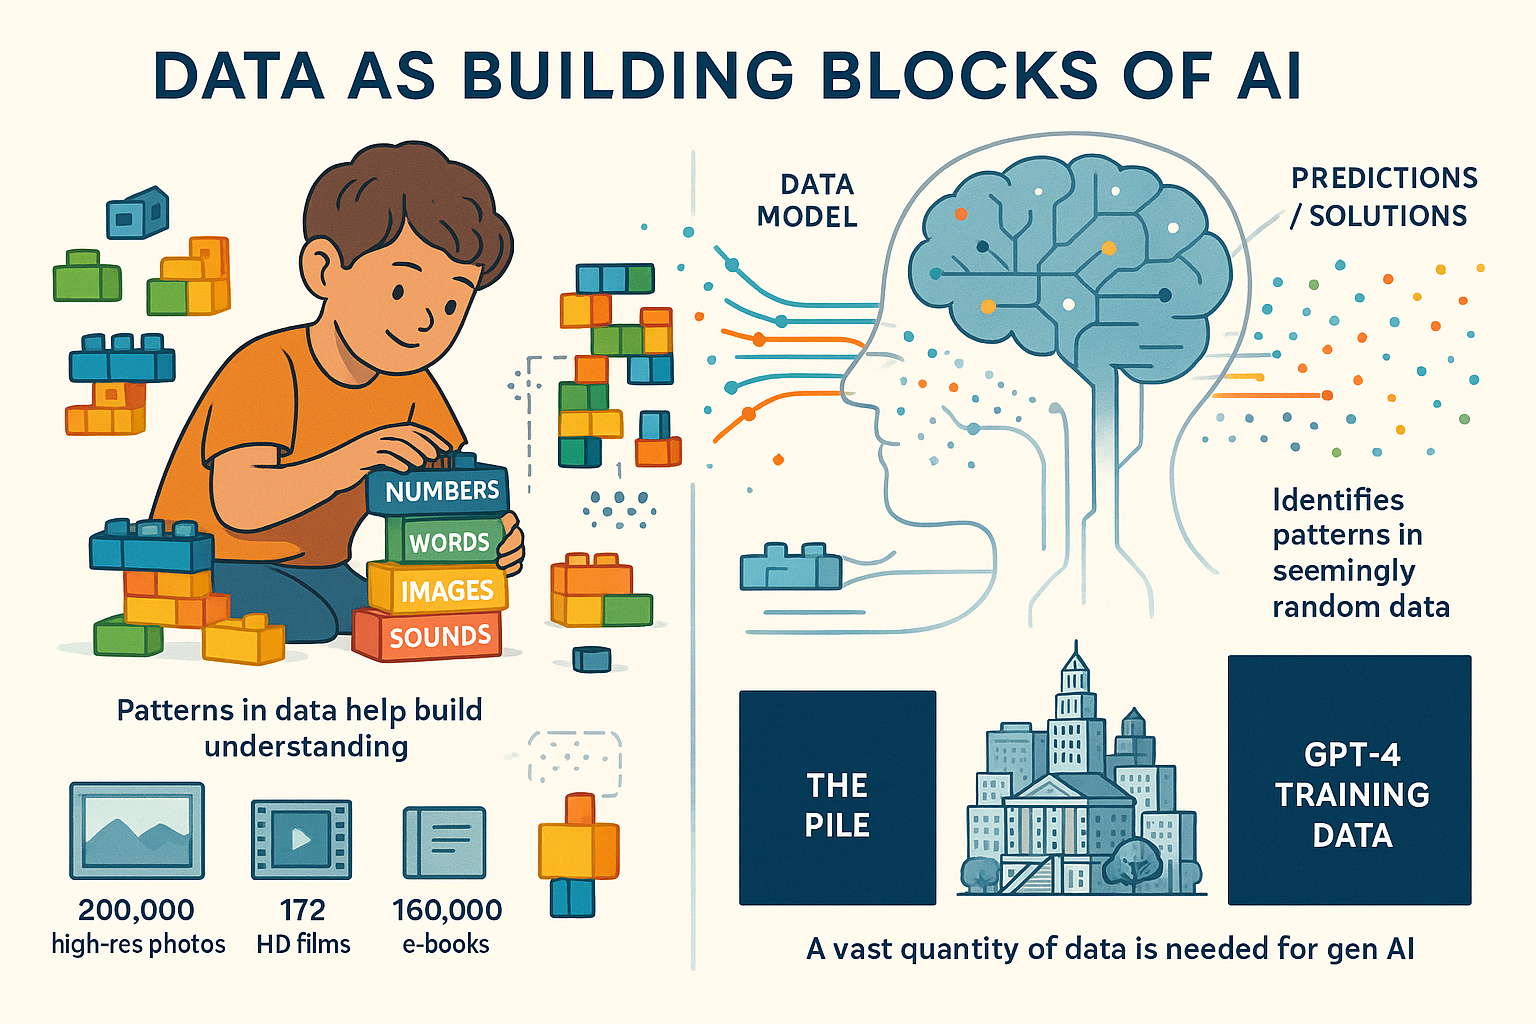 DATA AS BUILDING BLOCKS OF AI
NUMBERS
WORDS
IMAGES
SOUNDS
Patterns in data help build
understanding
200,000
high-res photos
172
HD films
160,000
e-books
DATA
MODEL
PREDICTIONS
/ SOLUTIONS
Identifies
patterns in
seemingly
random data
THE
PILE
GPT-4
TRAINING
DATA
A vast quantity of data is needed for gen AI